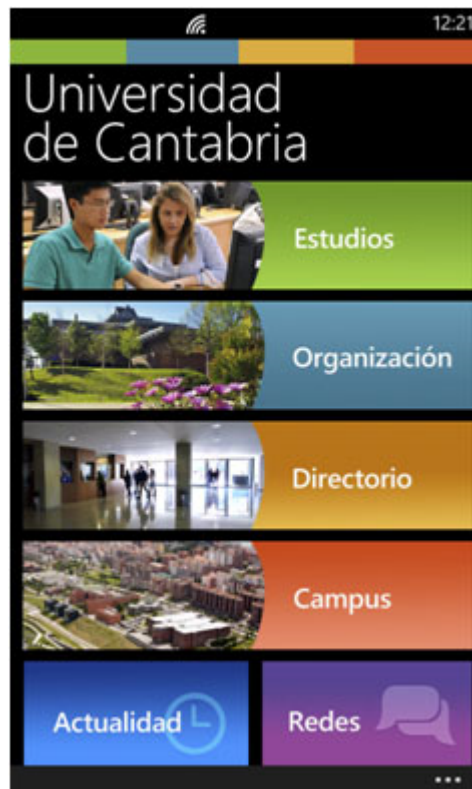 12:21
Universidad
de Cantabria
Estudios
Organización
Directorio
Campus
Actualidad
Redes